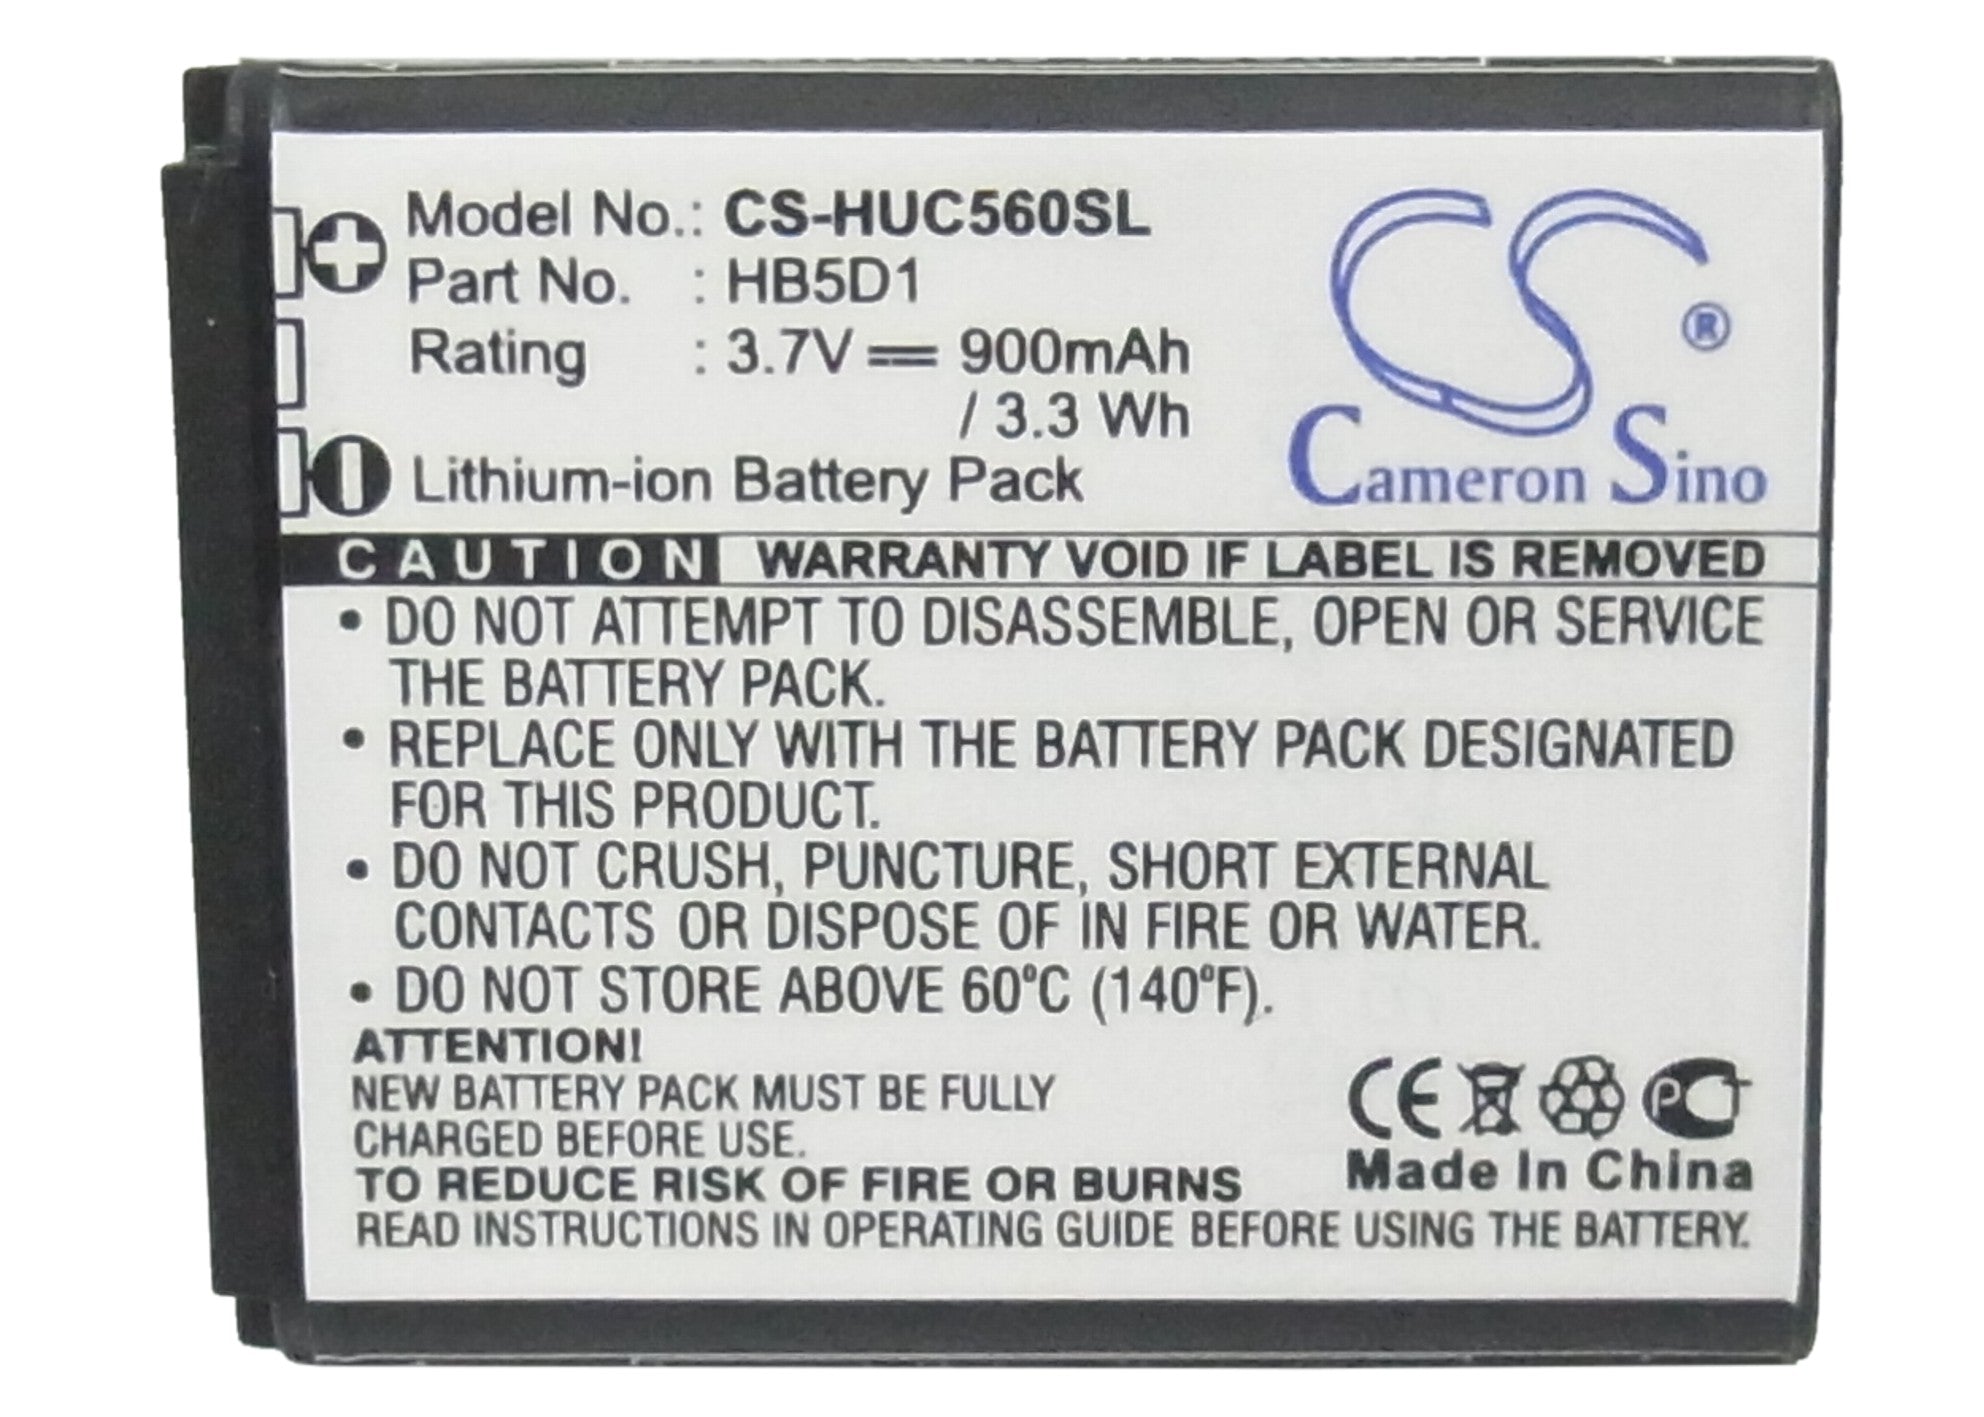 Model No.: CS-HUC560SL
Part No. : HB5D1
Rating : 3.7V 900mAh
/ 3.3 Wh
Lithium-ion Battery Pack
CS ®
Cameron Sino
CAUTION WARRANTY VOID IF LABEL IS REMOVED
• DO NOT ATTEMPT TO DISASSEMBLE, OPEN OR SERVICE
THE BATTERY PACK.
• REPLACE ONLY WITH THE BATTERY PACK DESIGNATED
FOR THIS PRODUCT.
• DO NOT CRUSH, PUNCTURE, SHORT EXTERNAL
CONTACTS OR DISPOSE OF IN FIRE OR WATER.
• DO NOT STORE ABOVE 60°C (140°F).
ATTENTION!
NEW BATTERY PACK MUST BE FULLY
CHARGED BEFORE USE.
TO REDUCE RISK OF FIRE OR BURNS
READ INSTRUCTIONS IN OPERATING GUIDE BEFORE USING THE BATTERY.
CE PCT
Made In China